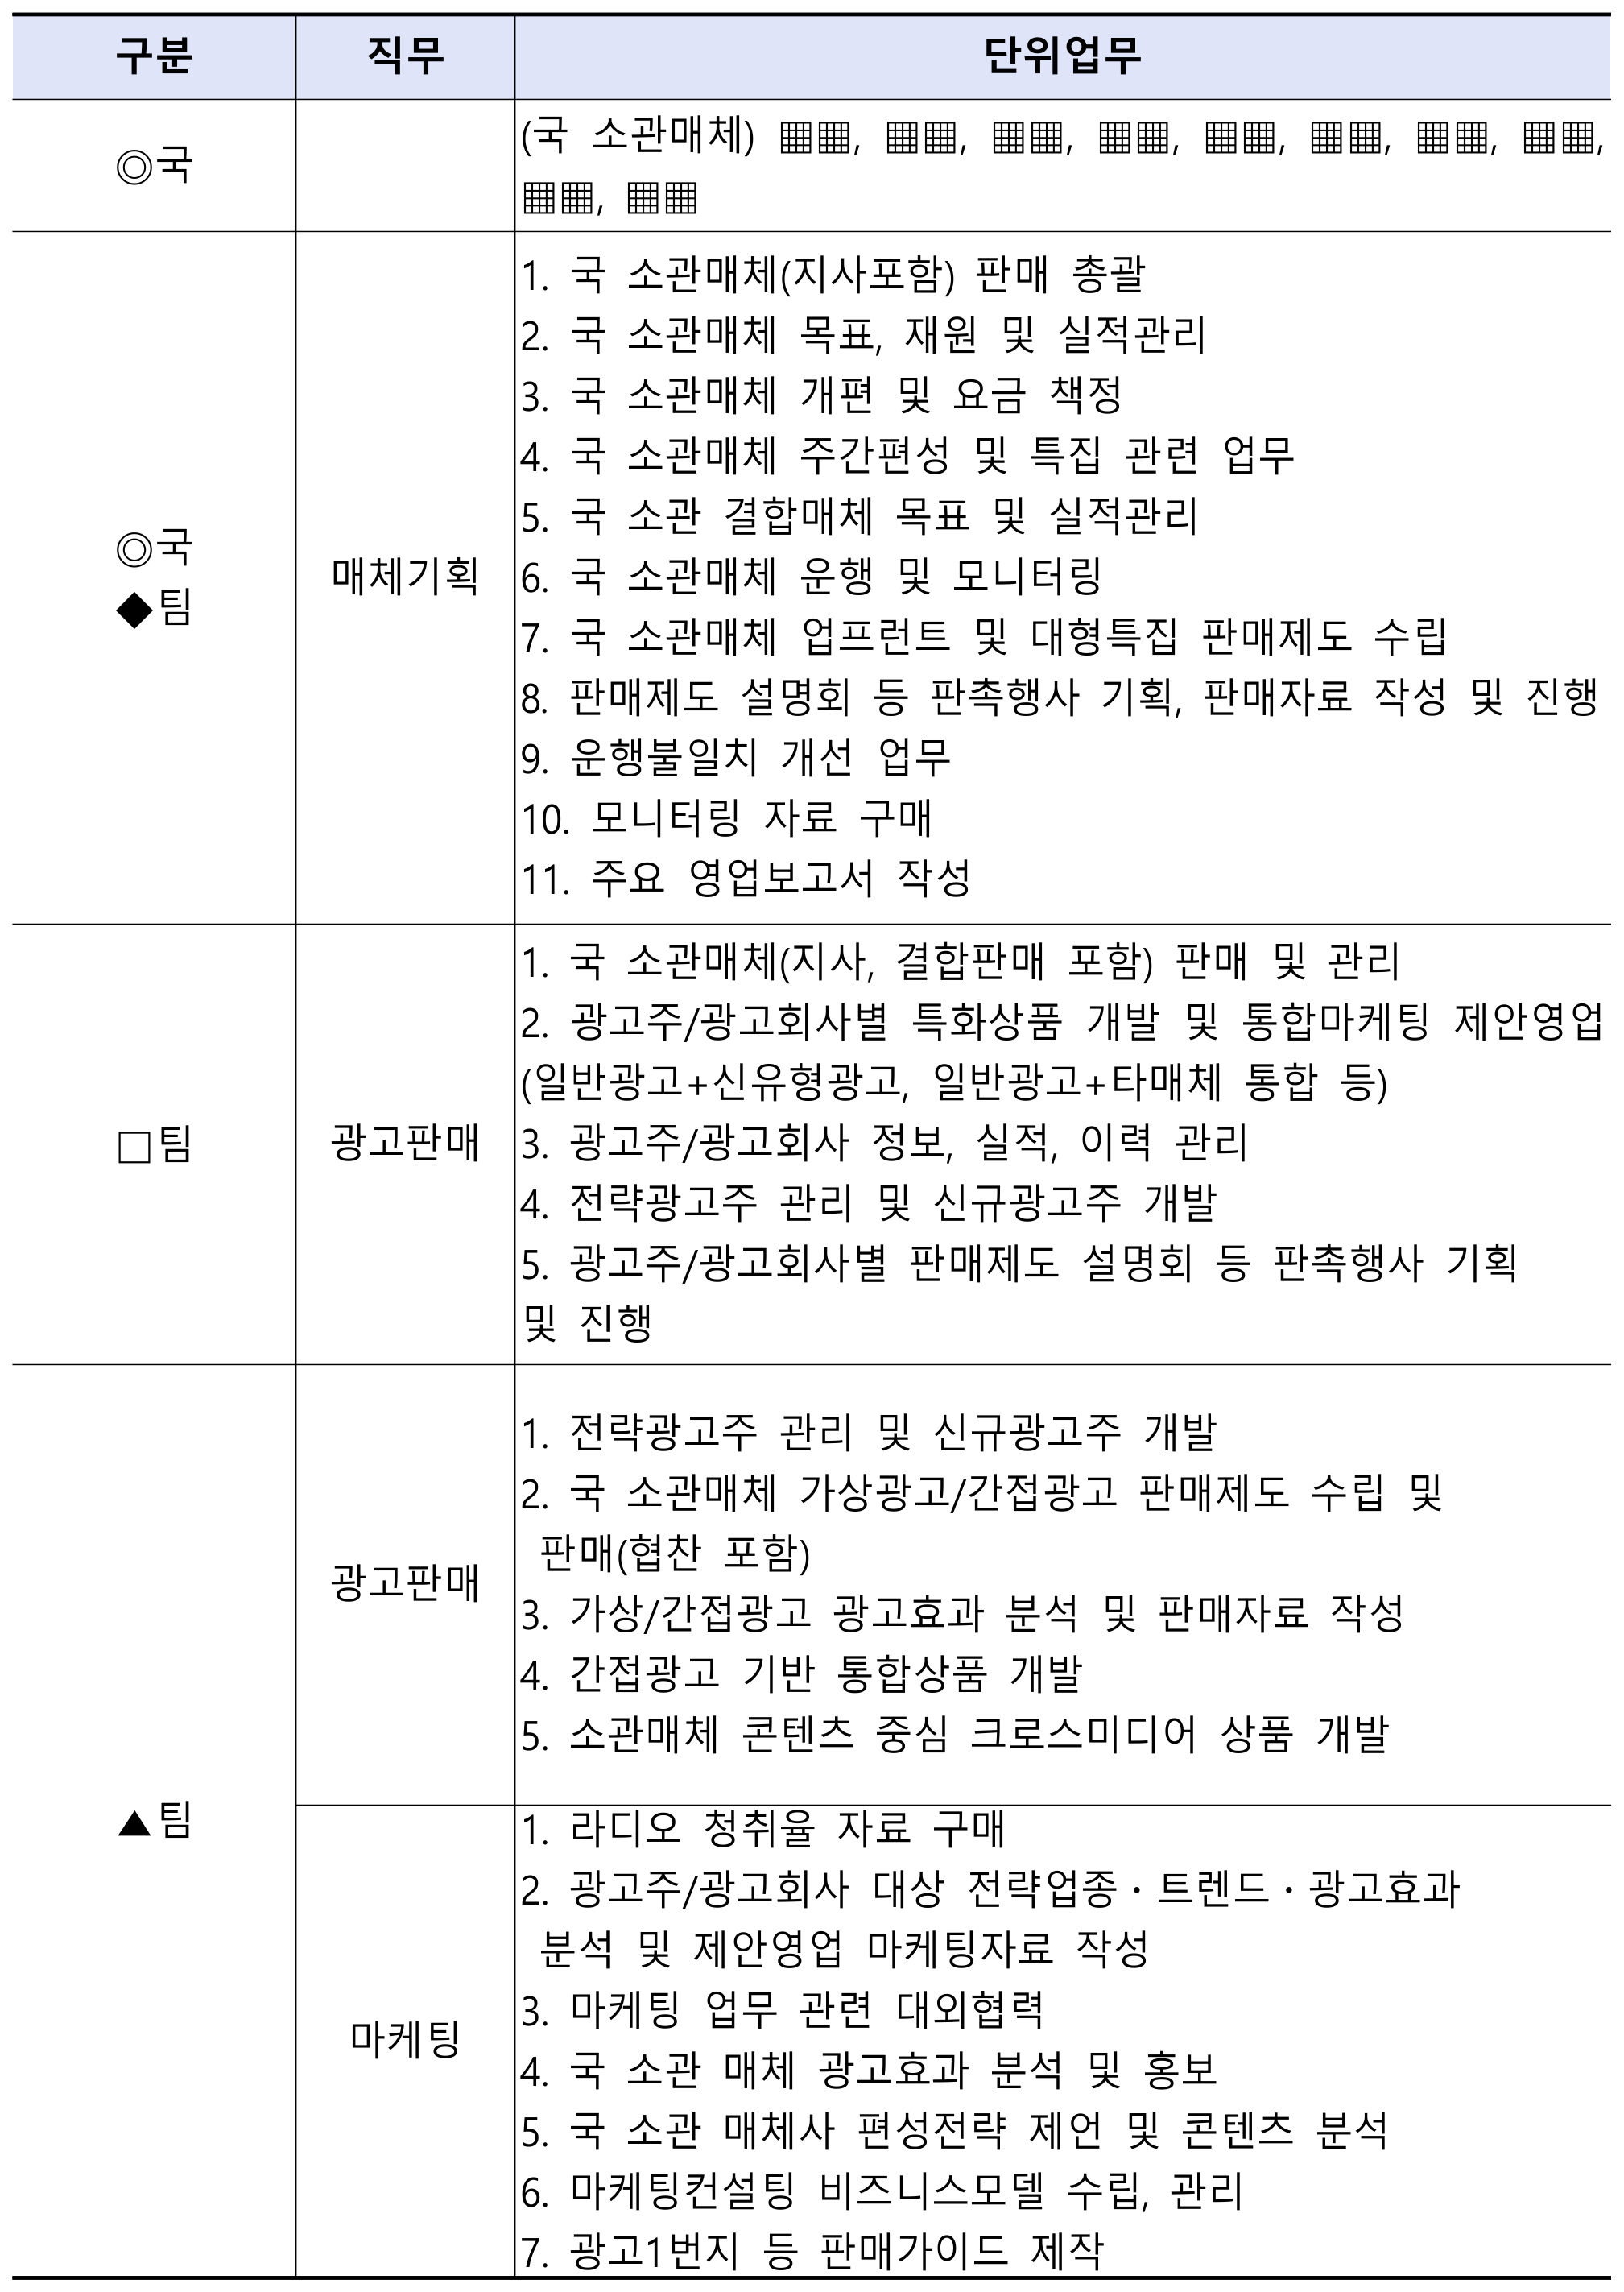 구분 직무 단위업무
◎국
(국 소관매체) ▦▦, ▦▦, ▦▦, ▦▦, ▦▦, ▦▦, ▦▦, ▦▦,
▦▦, ▦▦
◎국
◆팀
매체기획
1. 국 소관매체(지사포함) 판매 총괄
2. 국 소관매체 목표, 재원 및 실적관리
3. 국 소관매체 개편 및 요금 책정
4. 국 소관매체 주간편성 및 특집 관련 업무
5. 국 소관 결합매체 목표 및 실적관리
6. 국 소관매체 운행 및 모니터링
7. 국 소관매체 업프런트 및 대형특집 판매제도 수립
8. 판매제도 설명회 등 판촉행사 기획, 판매자료 작성 및 진행
9. 운행불일치 개선 업무
10. 모니터링 자료 구매
11. 주요 영업보고서 작성
□팀
광고판매
1. 국 소관매체(지사, 결합판매 포함) 판매 및 관리
2. 광고주/광고회사별 특화상품 개발 및 통합마케팅 제안영업
(일반광고+신유형광고, 일반광고+타매체 통합 등)
3. 광고주/광고회사 정보, 실적, 이력 관리
4. 전략광고주 관리 및 신규광고주 개발
5. 광고주/광고회사별 판매제도 설명회 등 판촉행사 기획
및 진행
▲팀
광고판매
1. 전략광고주 관리 및 신규광고주 개발
2. 국 소관매체 가상광고/간접광고 판매제도 수립 및
판매(협찬 포함)
3. 가상/간접광고 광고효과 분석 및 판매자료 작성
4. 간접광고 기반 통합상품 개발
5. 소관매체 콘텐츠 중심 크로스미디어 상품 개발
마케팅
1. 라디오 청취율 자료 구매
2. 광고주/광고회사 대상 전략업종·트렌드·광고효과
분석 및 제안영업 마케팅자료 작성
3. 마케팅 업무 관련 대외협력
4. 국 소관 매체 광고효과 분석 및 홍보
5. 국 소관 매체사 편성전략 제언 및 콘텐츠 분석
6. 마케팅컨설팅 비즈니스모델 수립, 관리
7. 광고1번지 등 판매가이드 제작